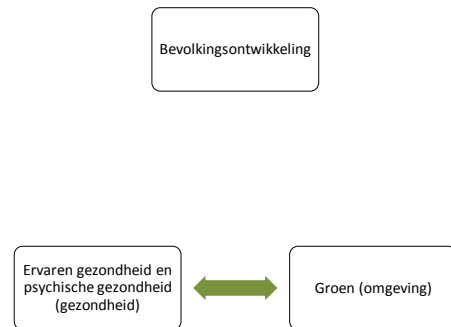 Bevolkingsontwikkeling
Ervaren gezondheid en
psychische gezondheid
(gezondheid)
Groen (omgeving)